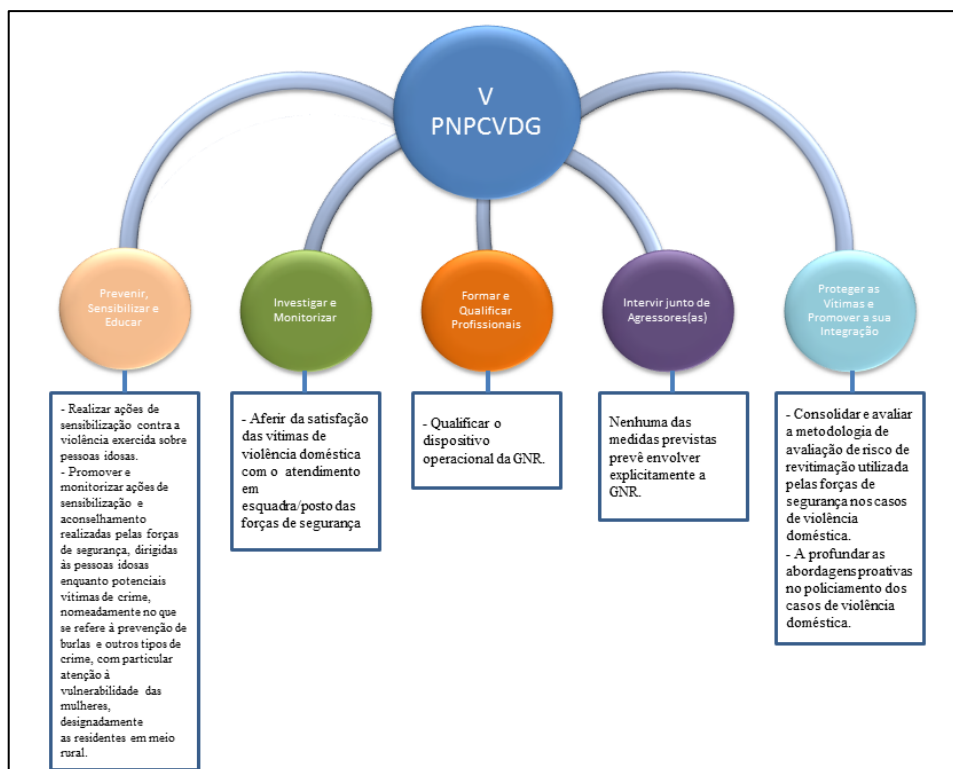 V
PNPCVDG
Prevenir,
Sensibilizar e
Educar
- Realizar ações de
sensibilização contra a
violência exercida sobre
pessoas idosas.
- Promover e
monitorizar ações de
sensibilização e
aconselhamento
realizadas pelas forças
de segurança, dirigidas
às pessoas idosas
enquanto potenciais
vítimas de crime,
nomeadamente no que
se refere à prevenção de
burlas e outros tipos de
crime, com particular
atenção à
vulnerabilidade das
mulheres,
designadamente
as residentes em meio
rural.
Investigar e
Monitorizar
- Aferir da satisfação
das vítimas de
violência doméstica
com o atendimento
em
esquadra/posto das
forças de segurança
Formar e
Qualificar
Profissionais
- Qualificar o
dispositivo
operacional da GNR.
Intervir junto de
Agressores(as)
Nenhuma das
medidas previstas
prevê envolver
explicitamente a
GNR.
Proteger as
Vítimas e
Promover a sua
Integração
- Consolidar e avaliar
a metodologia de
avaliação de risco de
revitimação utilizada
pelas forças de
segurança nos casos
de violência
doméstica.
- A profundar as
abordagens proativas
no policiamento dos
casos de violência
doméstica.